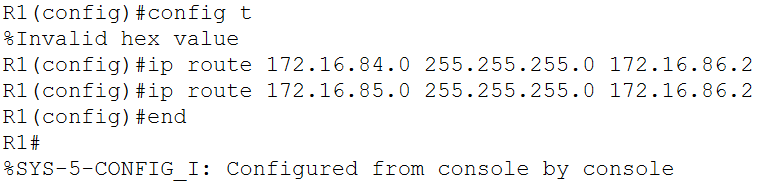 R1(config)#config t
%Invalid hex value
R1(config)#ip route 172.16.84.0 255.255.255.0 172.16.86.2
R1(config)#ip route 172.16.85.0 255.255.255.0 172.16.86.2
R1(config)#end
R1#
%SYS-5-CONFIG_I: Configured from console by console